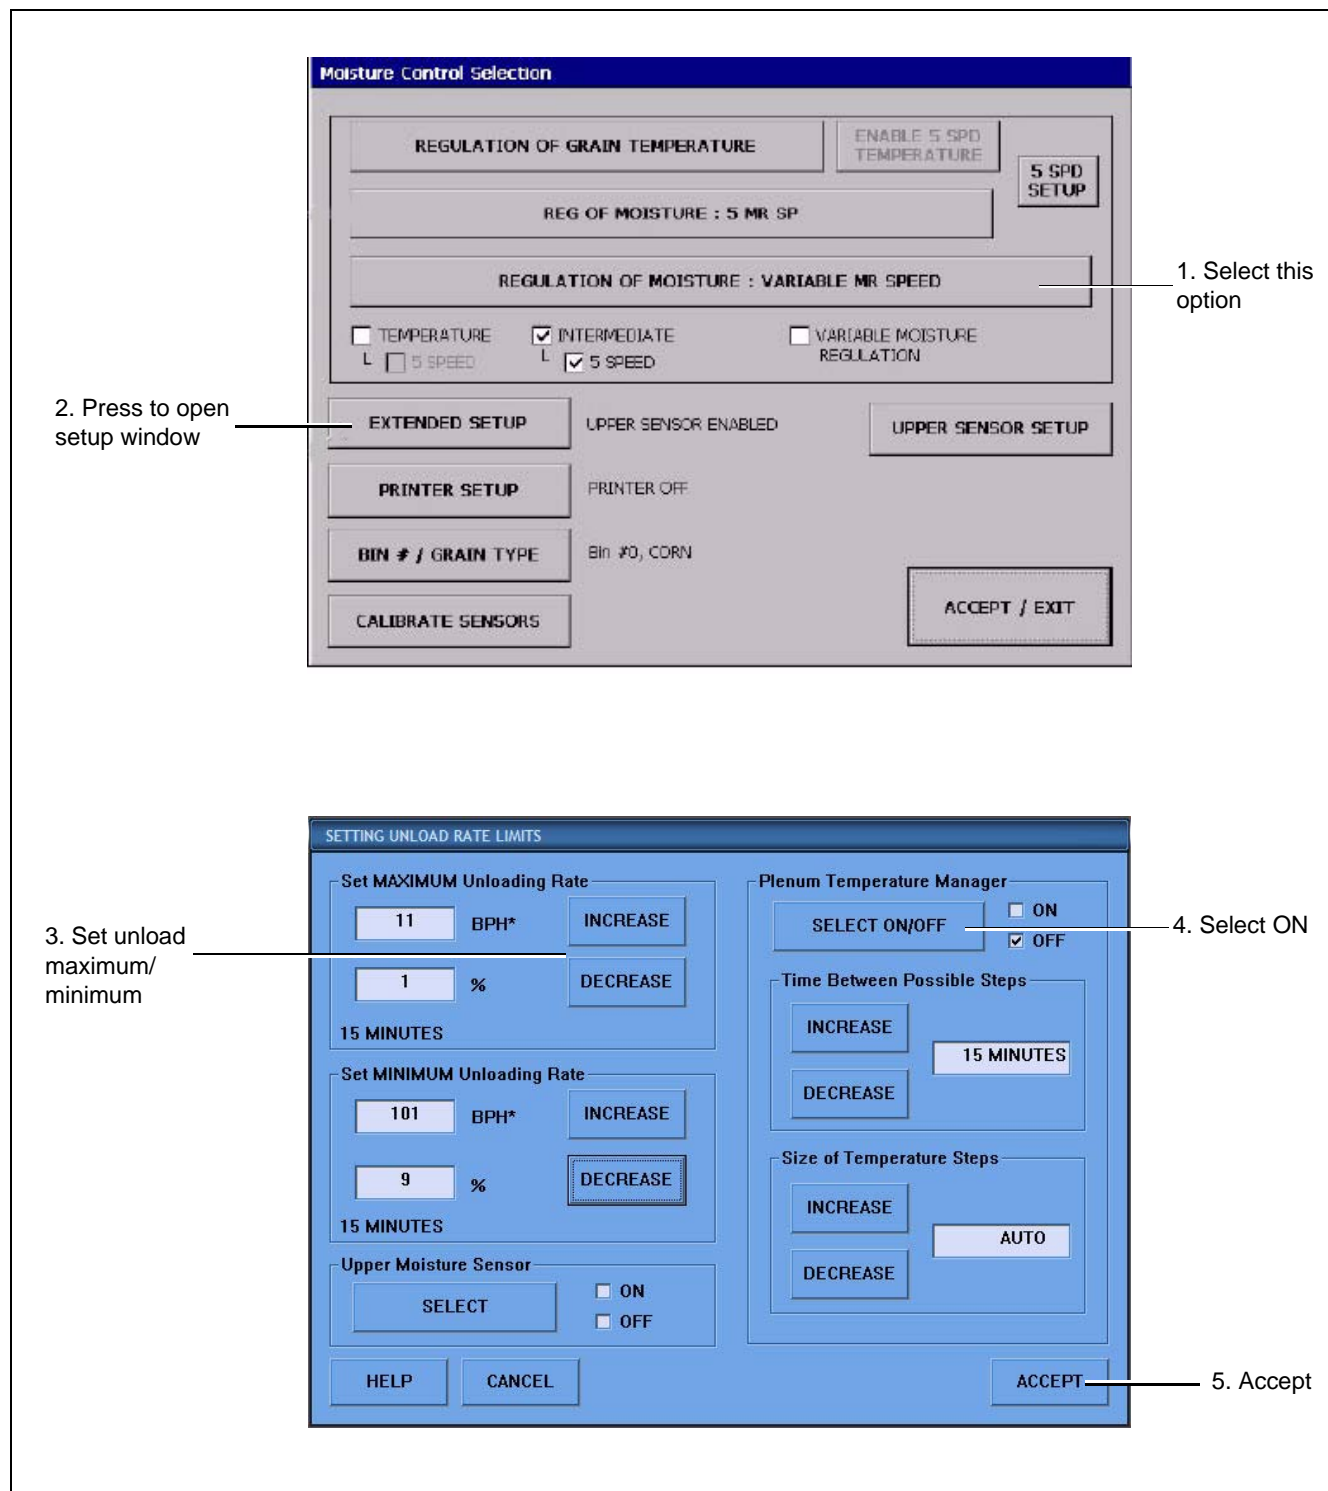 Moisture Control Selection
REGULATION OF GRAIN TEMPERATURE
ENABLE 5 SPD
TEMPERATURE
5 SPD
SETUP
REG OF MOISTURE : 5 MR SP
REGULATION OF MOISTURE : VARIABLE MR SPEED
1. Select this
option
TEMPERATURE
INTERMEDIATE
VARIABLE MOISTURE
REGULATION
L 5 SPEED
L 5 SPEED
2. Press to open
setup window
EXTENDED SETUP
UPPER SENSOR ENABLED
UPPER SENSOR SETUP
PRINTER SETUP
PRINTER OFF
BIN # / GRAIN TYPE
Bin #0, CORN
CALIBRATE SENSORS
ACCEPT / EXIT
SETTING UNLOAD RATE LIMITS
Set MAXIMUM Unloading Rate
11 BPH*
INCREASE
1 %
DECREASE
15 MINUTES
3. Set unload
maximum/
minimum
Set MINIMUM Unloading Rate
101 BPH*
INCREASE
9 %
DECREASE
15 MINUTES
Upper Moisture Sensor
SELECT
ON
OFF
Plenum Temperature Manager
SELECT ON/OFF
ON
OFF
4. Select ON
Time Between Possible Steps
INCREASE
15 MINUTES
DECREASE
Size of Temperature Steps
INCREASE
AUTO
DECREASE
HELP
CANCEL
ACCEPT
5. Accept